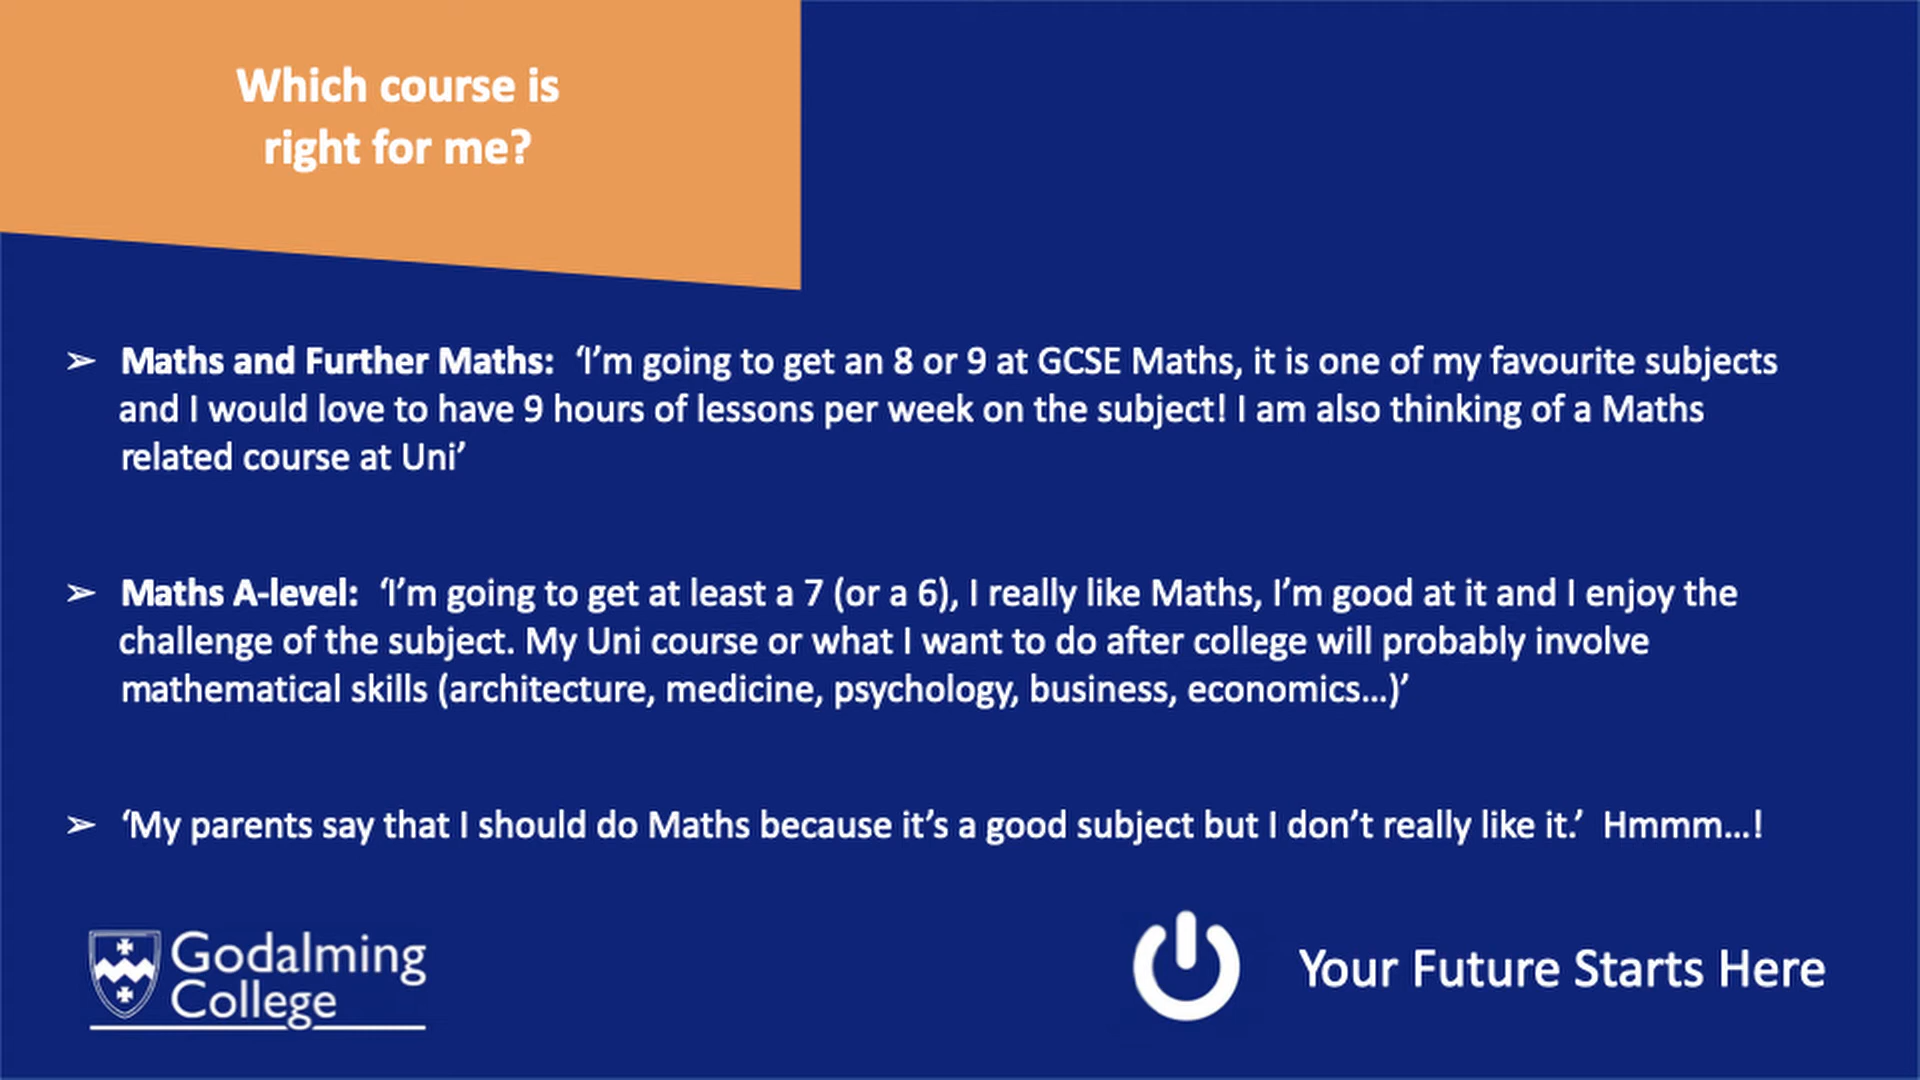 Which course is
right for me?
➢ Maths and Further Maths:  ‘I’m going to get an 8 or 9 at GCSE Maths, it is one of my favourite subjects
and I would love to have 9 hours of lessons per week on the subject! I am also thinking of a Maths
related course at Uni’
➢ Maths A-level:  ‘I’m going to get at least a 7 (or a 6), I really like Maths, I’m good at it and I enjoy the
challenge of the subject. My Uni course or what I want to do after college will probably involve
mathematical skills (architecture, medicine, psychology, business, economics…)’
➢ ‘My parents say that I should do Maths because it’s a good subject but I don’t really like it.’  Hmmm…!
Godalming
College
Your Future Starts Here